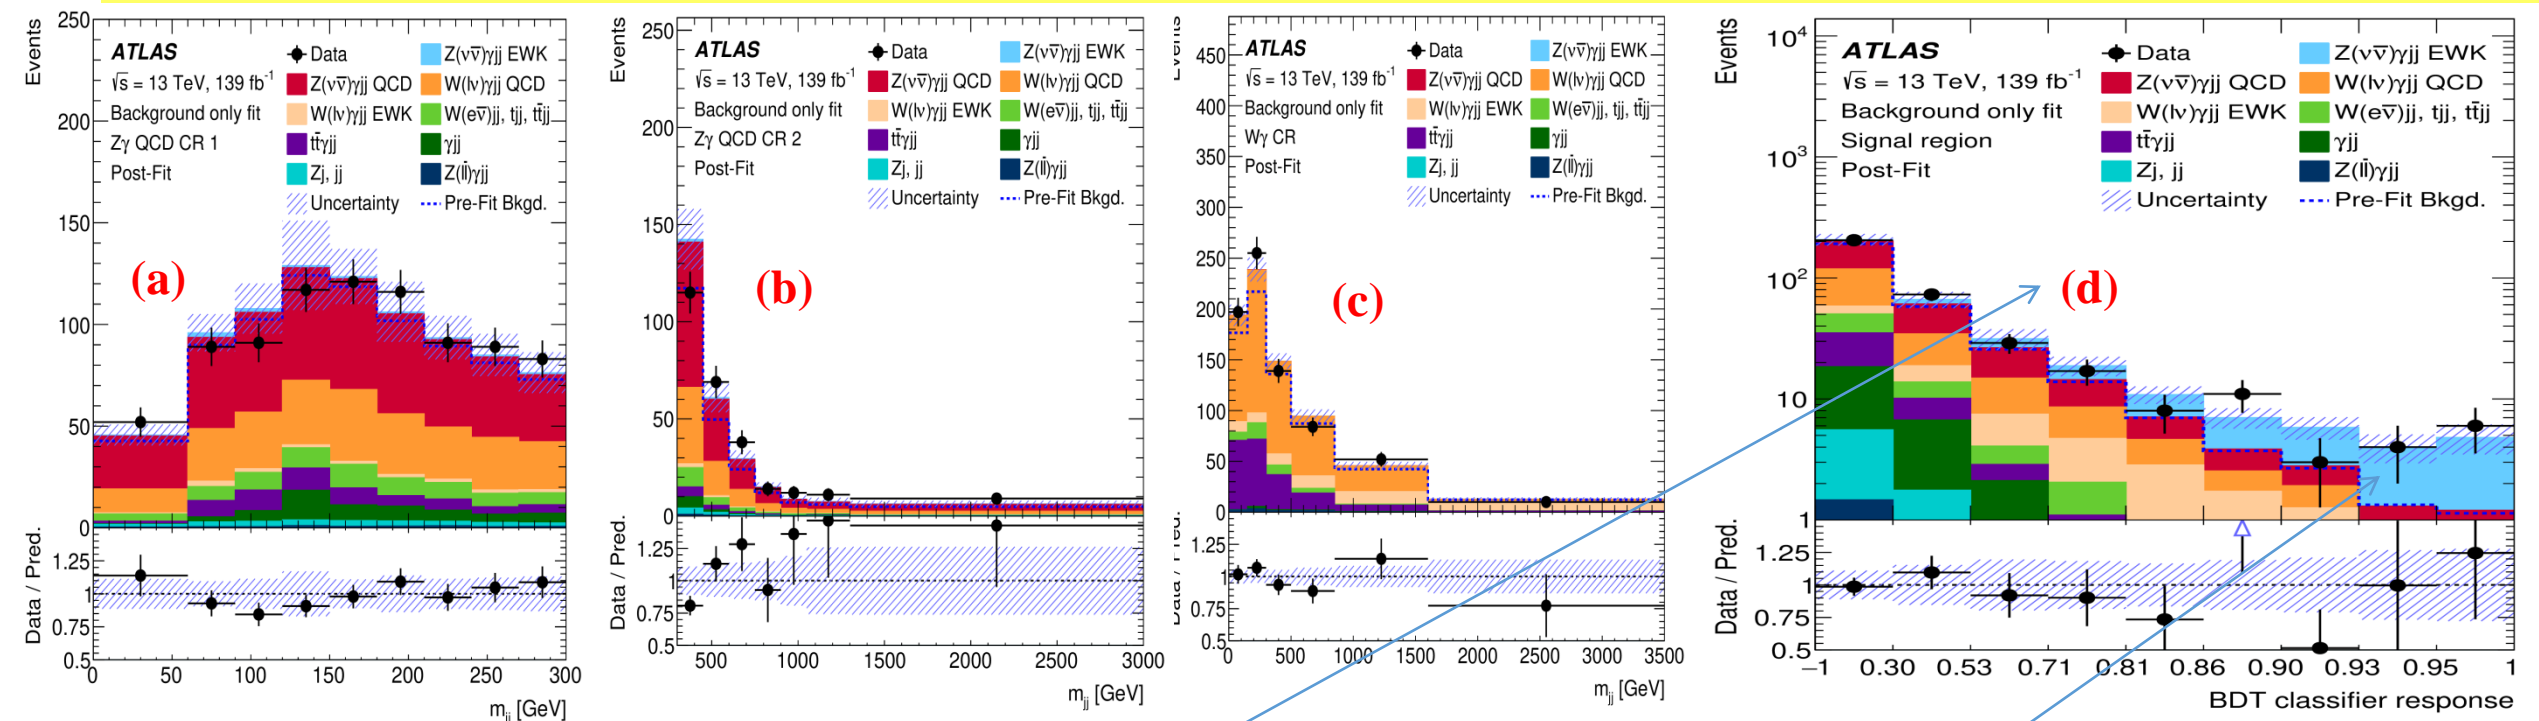 Events
250
200
150
100
50
0
ATLAS
√s = 13 TeV, 139 fb⁻¹
Background only fit
Zγ QCD CR 1
Post-Fit
Data
Z(νν̅)γjj EWK
Z(νν̅)γjj QCD
W(lν)γjj QCD
W(lν)γjj EWK
W(eν̅)jj, tjj, tt̅jj
tt̅γjj
γjj
Zj, jj
Z(ll̅)γjj
Uncertainty
Pre-Fit Bkgd.
(a)
Data / Pred.
1.25
1
0.75
0.5
0 50 100 150 200 250 300
m_jj [GeV]
Events
250
200
150
100
50
0
ATLAS
√s = 13 TeV, 139 fb⁻¹
Background only fit
Zγ QCD CR 2
Post-Fit
Data
Z(νν̅)γjj EWK
Z(νν̅)γjj QCD
W(lν)γjj QCD
W(lν)γjj EWK
W(eν̅)jj, tjj, tt̅jj
tt̅γjj
γjj
Zj, jj
Z(ll̅)γjj
Uncertainty
Pre-Fit Bkgd.
(b)
Data / Pred.
1.25
1
0.75
0.5
500 1000 1500 2000 2500 3000
m_jj [GeV]
Events
450
400
350
300
250
200
150
100
50
0
ATLAS
√s = 13 TeV, 139 fb⁻¹
Background only fit
Wγ CR
Post-Fit
Data
Z(νν̅)γjj EWK
Z(νν̅)γjj QCD
W(lν)γjj QCD
W(lν)γjj EWK
W(eν̅)jj, tjj, tt̅jj
tt̅γjj
γjj
Zj, jj
Z(ll̅)γjj
Uncertainty
Pre-Fit Bkgd.
(c)
Data / Pred.
1.25
1
0.75
0.5
0 500 1000 1500 2000 2500 3000 3500
m_jj [GeV]
Events
10⁴
10³
10²
10
1
ATLAS
√s = 13 TeV, 139 fb⁻¹
Background only fit
Signal region
Post-Fit
Data
Z(νν̅)γjj EWK
Z(νν̅)γjj QCD
W(lν)γjj QCD
W(lν)γjj EWK
W(eν̅)jj, tjj, tt̅jj
tt̅γjj
γjj
Zj, jj
Z(ll̅)γjj
Uncertainty
Pre-Fit Bkgd.
(d)
Data / Pred.
1.25
1
0.75
0.5
−1 0.30 0.53 0.71 0.81 0.86 0.90 0.93 0.95 1
BDT classifier response